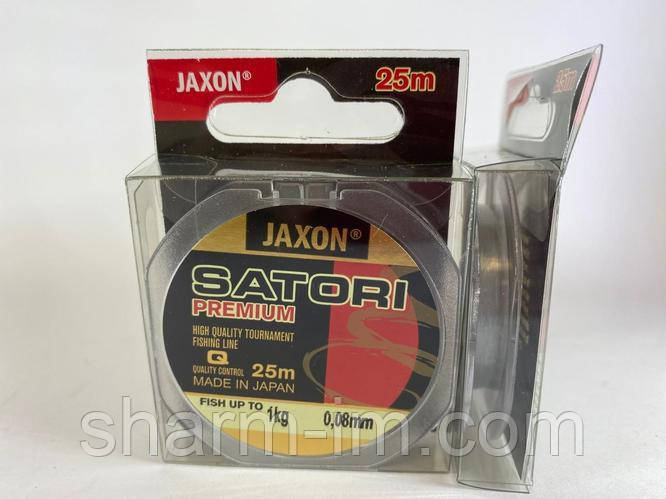 JAXON® 25m
25m
JAXON®
SATORI
PREMIUM
HIGH QUALITY TOURNAMENT
FISHING LINE
Q
QUALITY CONTROL 25m
MADE IN JAPAN
FISH UP TO 1kg 0,08mm
sharm-im.com